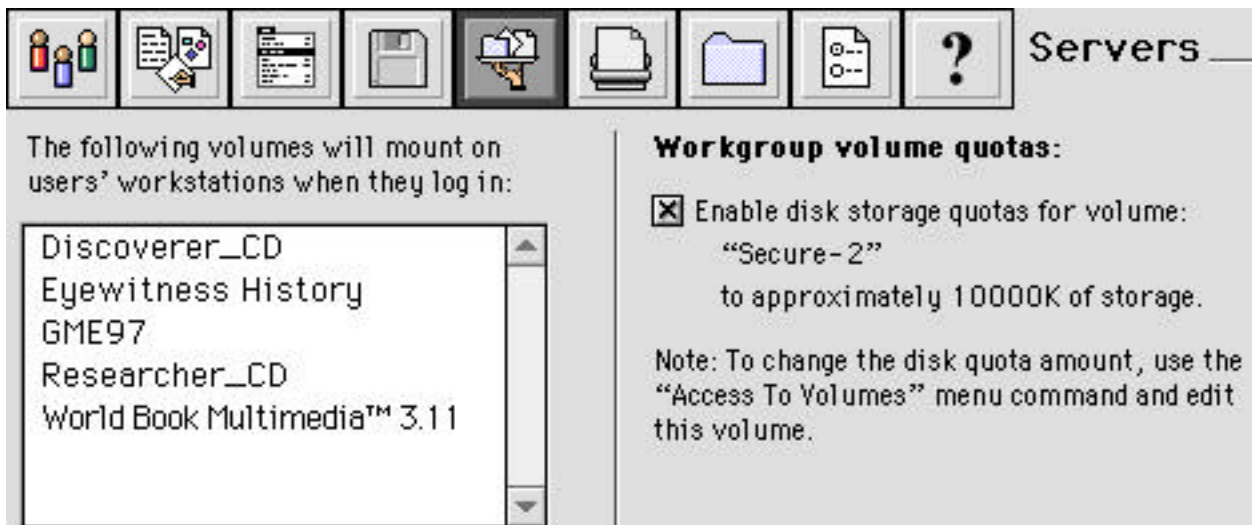 ?
Servers
The following volumes will mount on
users’ workstations when they log in:
Discoverer_CD
Eyewitness History
GME97
Researcher_CD
World Book Multimedia™ 3.11
Workgroup volume quotas:
Enable disk storage quotas for volume:
“Secure-2”
to approximately 10000K of storage.
Note: To change the disk quota amount, use the
“Access To Volumes” menu command and edit
this volume.